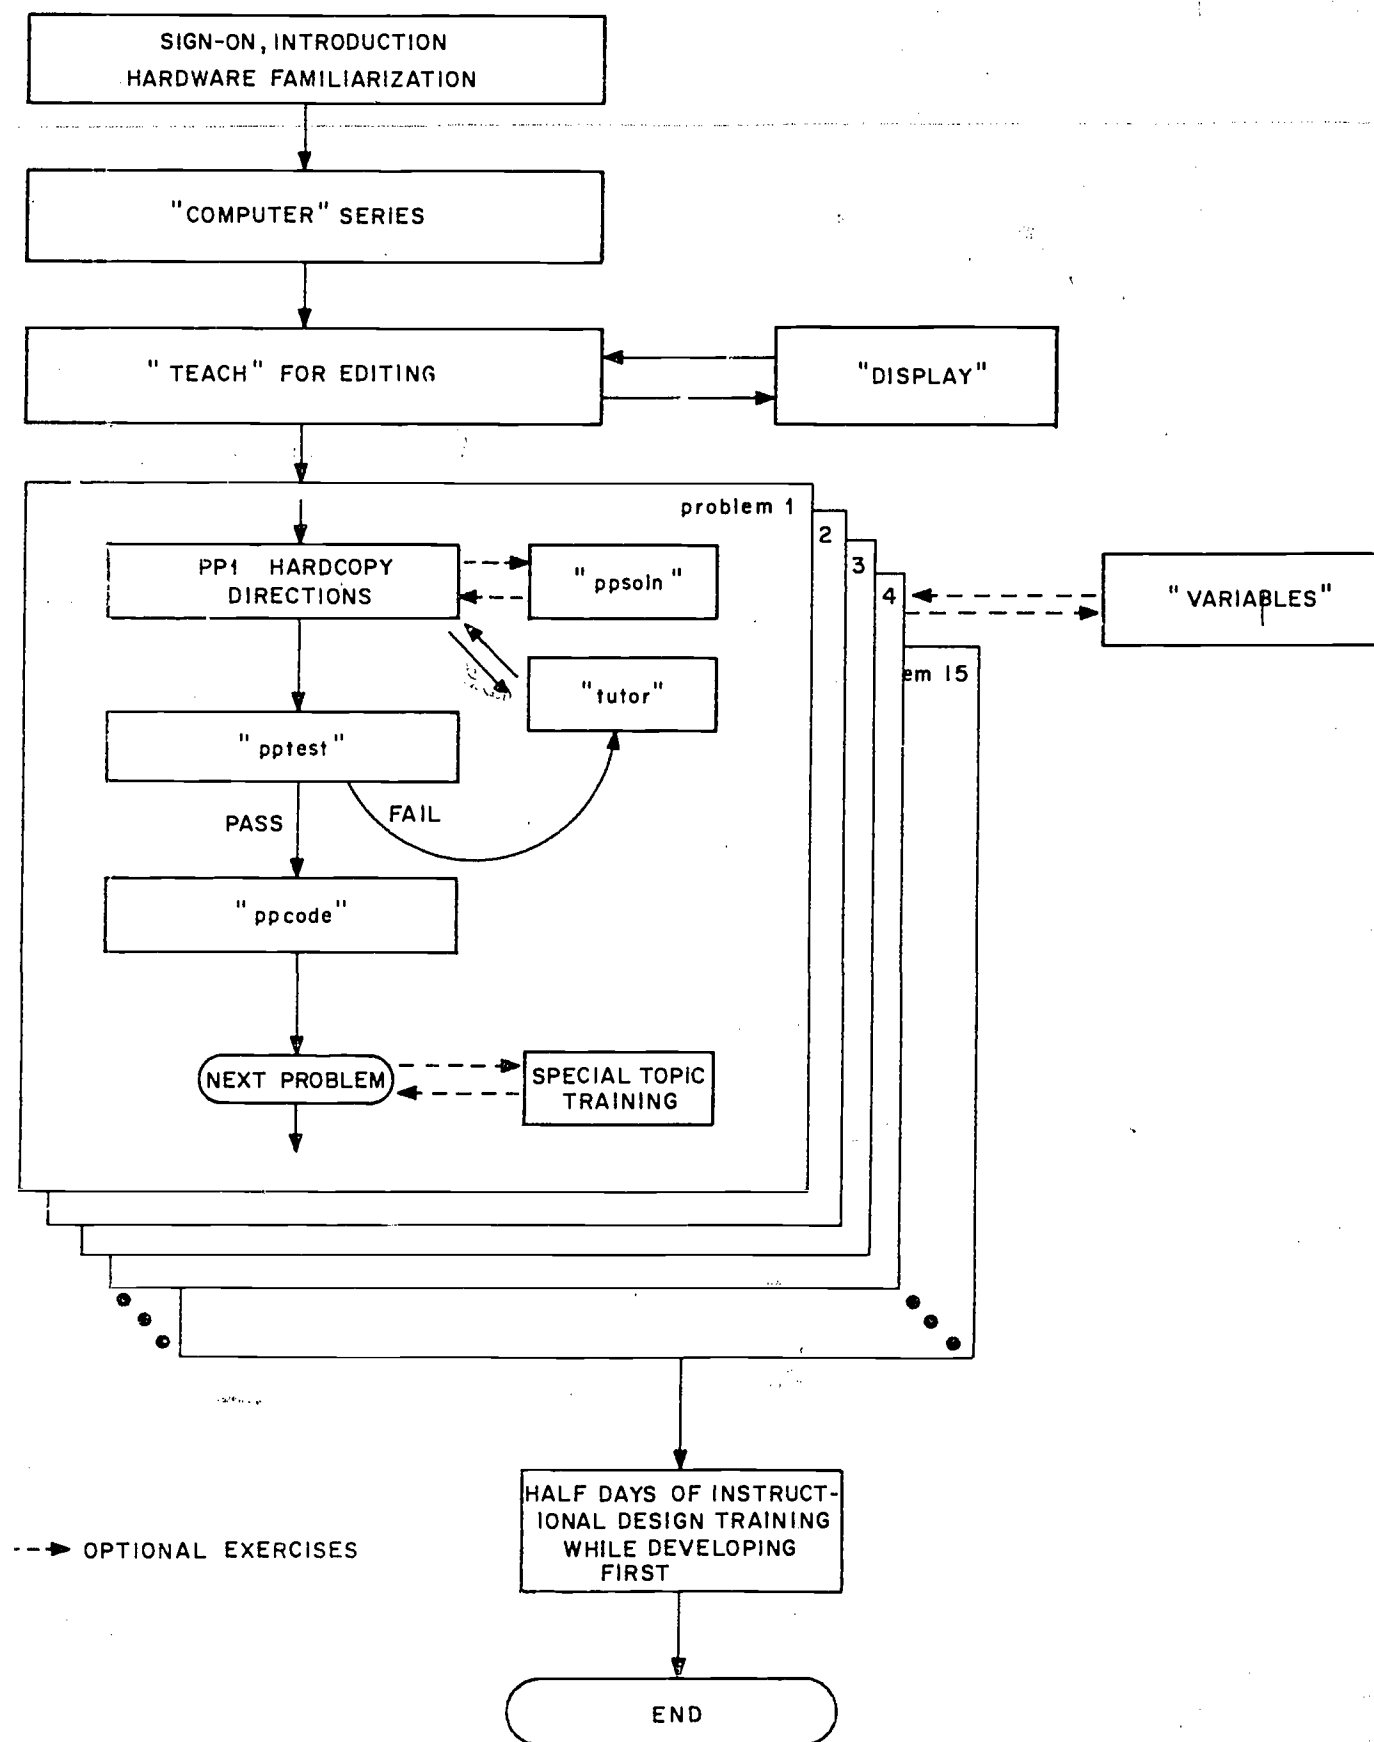 SIGN-ON, INTRODUCTION
HARDWARE FAMILIARIZATION
"COMPUTER" SERIES
"TEACH" FOR EDITING
"DISPLAY"
problem 1
2
3
4
em 15
PP1 HARDCOPY
DIRECTIONS
"ppsoln"
"VARIABLES"
"tutor"
"pptest"
PASS
FAIL
"ppcode"
NEXT PROBLEM
SPECIAL TOPIC
TRAINING
HALF DAYS OF INSTRUCT-
IONAL DESIGN TRAINING
WHILE DEVELOPING
FIRST
OPTIONAL EXERCISES
END